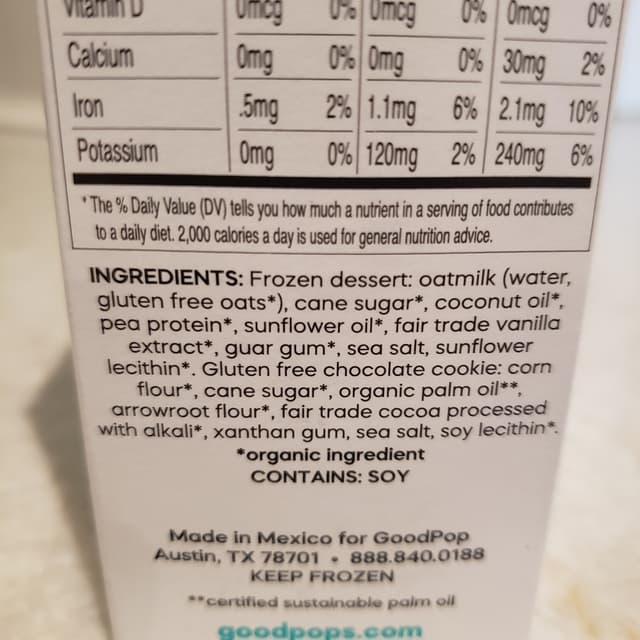 Vitamin D 0mcg 0% 0mcg 0% 0mcg 0%
Calcium 0mg 0% 0mg 0% 30mg 2%
Iron .5mg 2% 1.1mg 6% 2.1mg 10%
Potassium 0mg 0% 120mg 2% 240mg 6%
*The % Daily Value (DV) tells you how much a nutrient in a serving of food contributes
to a daily diet. 2,000 calories a day is used for general nutrition advice.
INGREDIENTS: Frozen dessert: oatmilk (water,
gluten free oats*), cane sugar*, coconut oil*,
pea protein*, sunflower oil*, fair trade vanilla
extract*, guar gum*, sea salt, sunflower
lecithin*. Gluten free chocolate cookie: corn
flour*, cane sugar*, organic palm oil**,
arrowroot flour*, fair trade cocoa processed
with alkali*, xanthan gum, sea salt, soy lecithin*.
*organic ingredient
CONTAINS: SOY
Made in Mexico for GoodPop
Austin, TX 78701 • 888.840.0188
KEEP FROZEN
**certified sustainable palm oil
goodpops.com